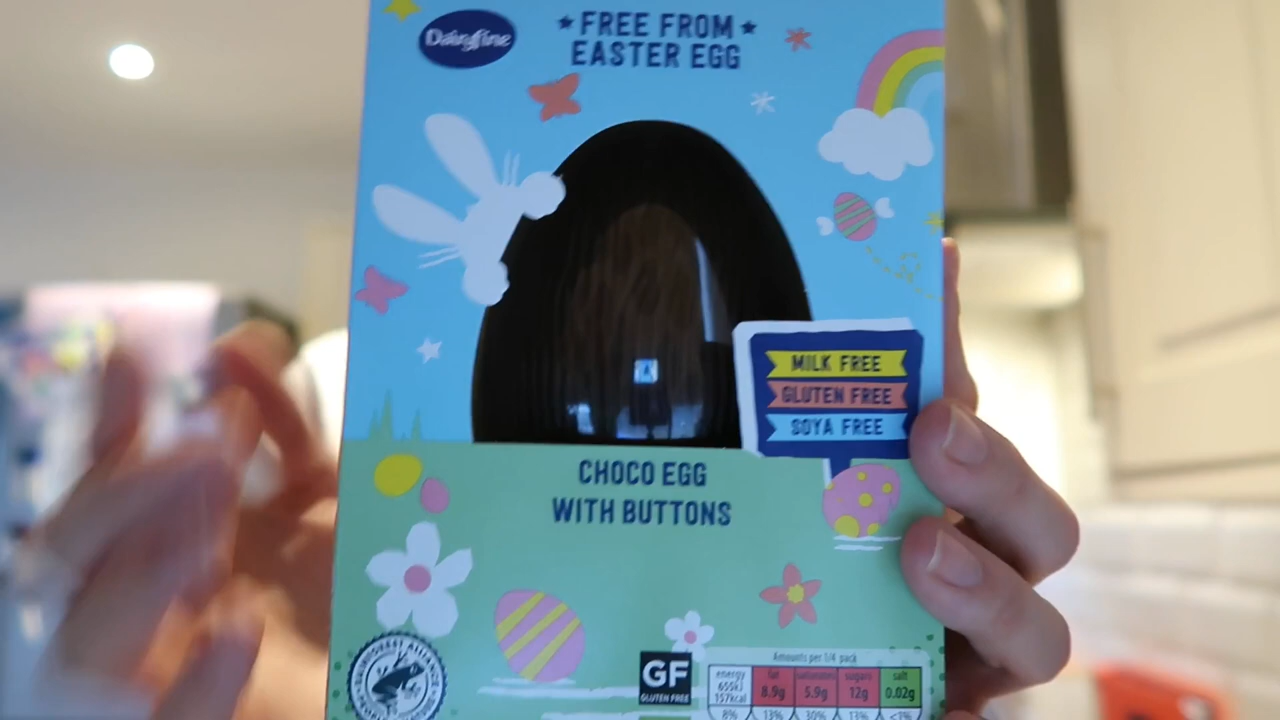 Dairyfine
FREE FROM
EASTER EGG
MILK FREE
GLUTEN FREE
SOYA FREE
CHOCO EGG
WITH BUTTONS
RAINFOREST ALLIANCE
GF
GLUTEN FREE
Amounts per 1/4 pack
energy fat saturates sugars salt
655kJ
157kcal 8.9g 5.9g 12g 0.02g
8% 13% 30% 13% <1%